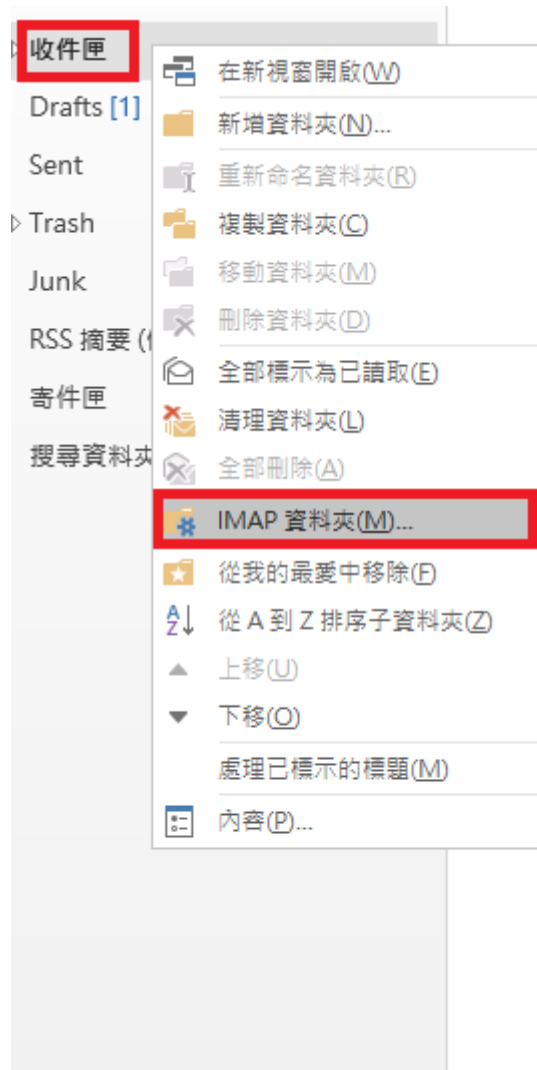 收件匣
Drafts [1]
Sent
Trash
Junk
RSS 摘要 (
寄件匣
搜尋資料夾
在新視窗開啟(W)
新增資料夾(N)...
重新命名資料夾(R)
複製資料夾(C)
移動資料夾(M)
刪除資料夾(D)
全部標示為已讀取(E)
清理資料夾(L)
全部刪除(A)
IMAP 資料夾(M)...
從我的最愛中移除(F)
從 A 到 Z 排序子資料夾(Z)
上移(U)
下移(O)
處理已標示的標題(M)
內容(P)...